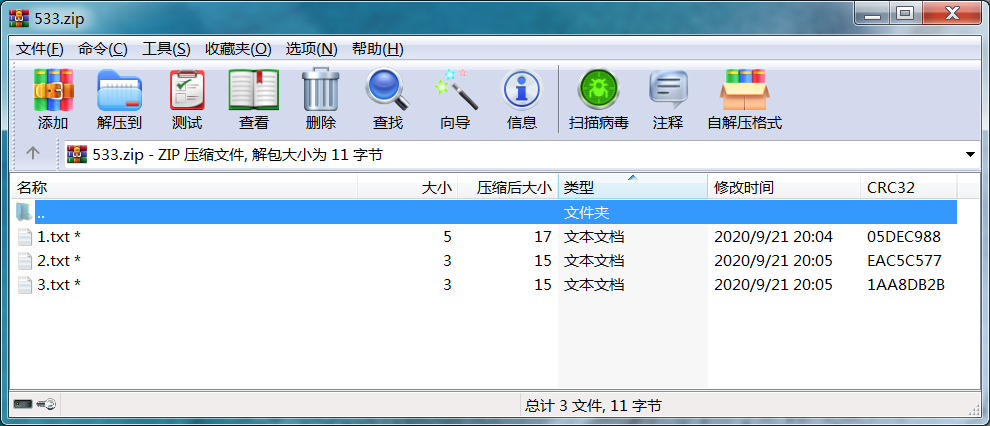 533.zip
文件(F) 命令(C) 工具(S) 收藏夹(O) 选项(N) 帮助(H)
添加 解压到 测试 查看 删除 查找 向导 信息 扫描病毒 注释 自解压格式
533.zip - ZIP 压缩文件, 解包大小为 11 字节
名称 大小 压缩后大小 类型 修改时间 CRC32
.. 文件夹
1.txt * 5 17 文本文档 2020/9/21 20:04 05DEC988
2.txt * 3 15 文本文档 2020/9/21 20:05 EAC5C577
3.txt * 3 15 文本文档 2020/9/21 20:05 1AA8DB2B
总计 3 文件, 11 字节